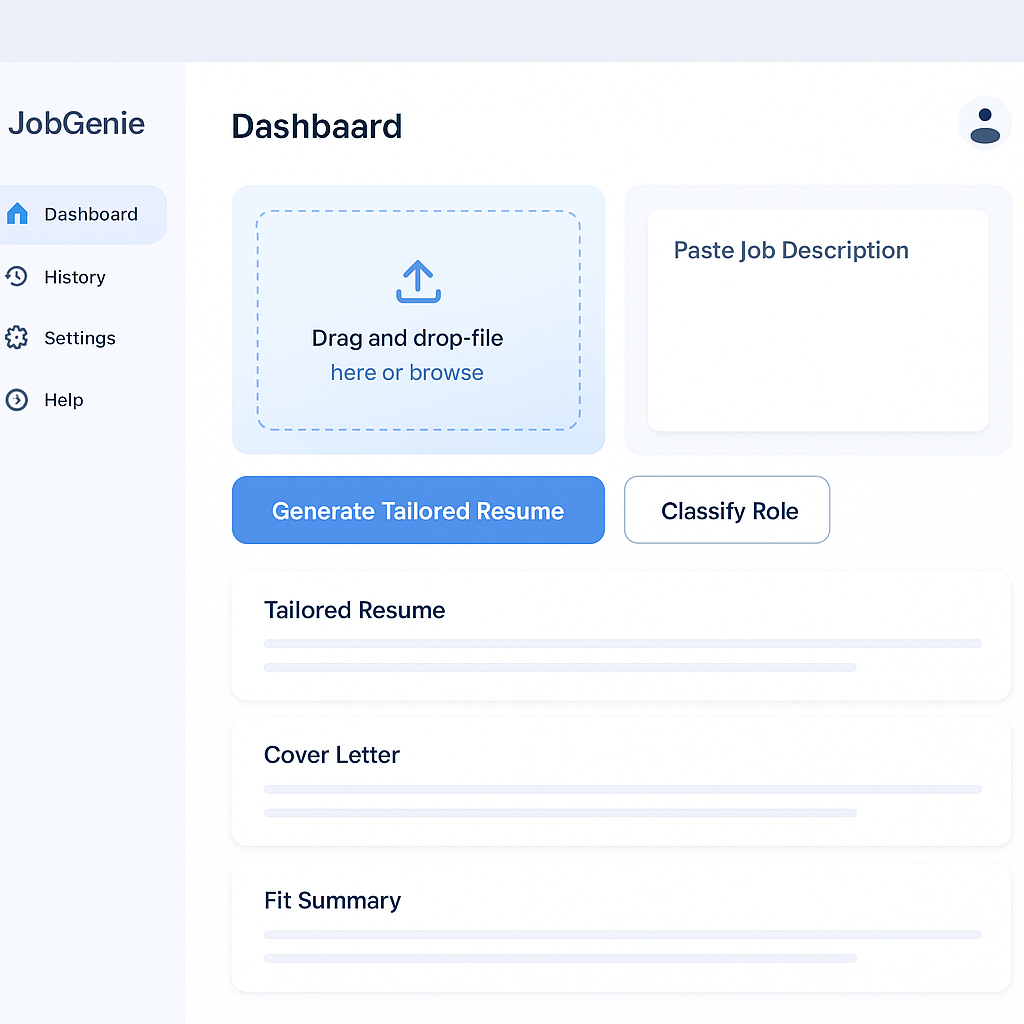 JobGenie
Dashboard
History
Settings
Help
Dashbaard
Drag and drop-file
here or browse
Paste Job Description
Generate Tailored Resume
Classify Role
Tailored Resume
Cover Letter
Fit Summary